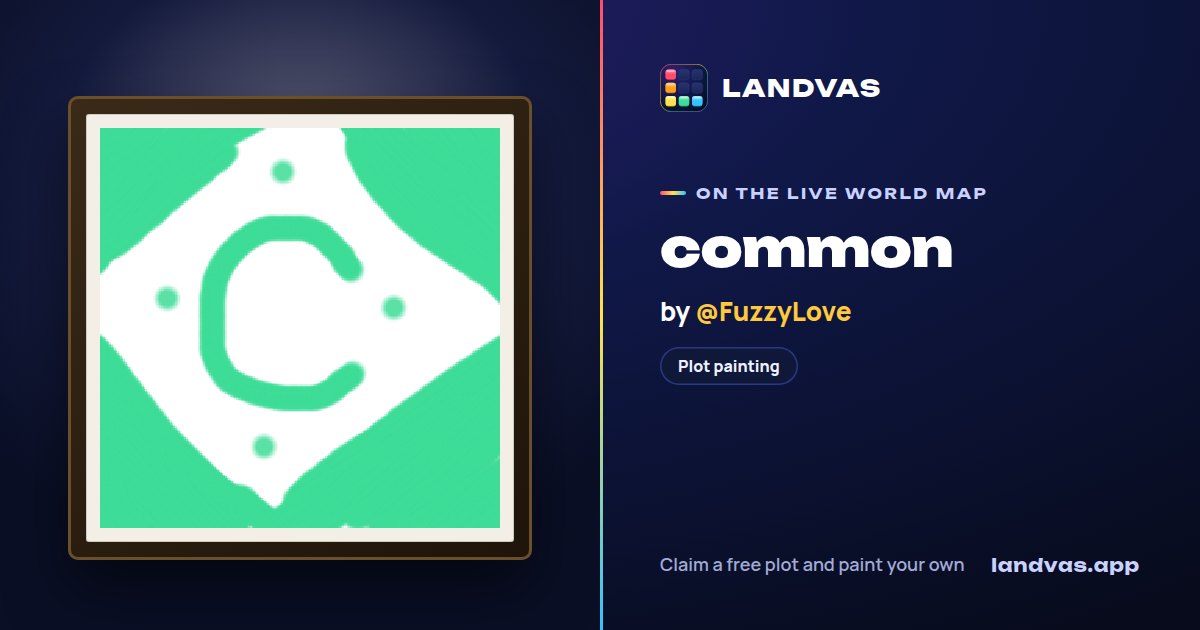 C
LANDVAS
ON THE LIVE WORLD MAP
common
by @FuzzyLove
Plot painting
Claim a free plot and paint your own landvas.app